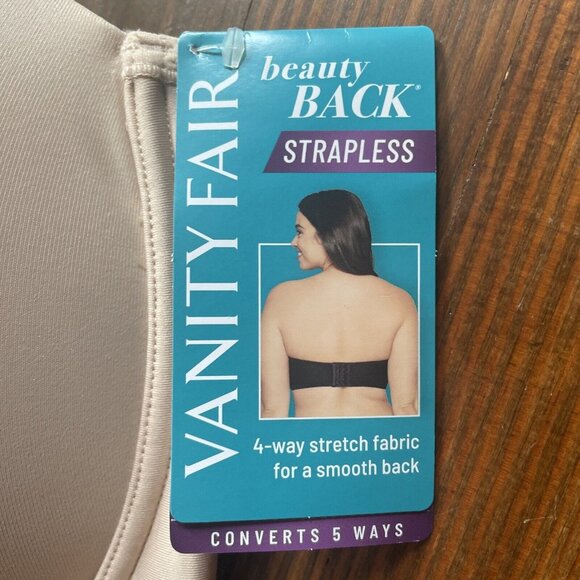 VANITY FAIR
beauty
BACK®
STRAPLESS
4-way stretch fabric
for a smooth back
CONVERTS 5 WAYS